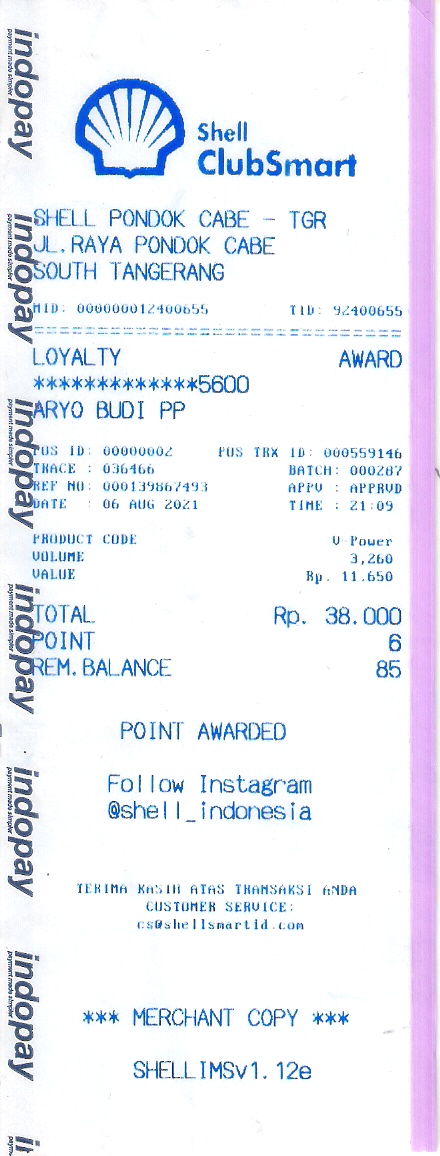 Shell
ClubSmart
SHELL PONDOK CABE - TGR
JL.RAYA PONDOK CABE
SOUTH TANGERANG
MID: 000000012400655 TID: 92400655
================================================
LOYALTY AWARD
*************5600
ARYO BUDI PP
POS ID: 00000002 POS TRX ID: 000559146
TRACE : 036466 BATCH: 000287
REF NO: 000139867493 APPV : APPRVD
DATE : 06 AUG 2021 TIME : 21:09
PRODUCT CODE V-Power
VOLUME 3,260
VALUE Rp. 11.650
TOTAL Rp. 38.000
POINT 6
REM.BALANCE 85
POINT AWARDED
Follow Instagram
@shell_indonesia
TERIMA KASIH ATAS TRANSAKSI ANDA
CUSTOMER SERVICE:
cs@shellsmartid.com
*** MERCHANT COPY ***
SHELLIMSv1.12e
indopay
payment made simpler
indopay
payment made simpler
indopay
payment made simpler
indopay
payment made simpler
indopay
payment made simpler
indopay
payment made simpler